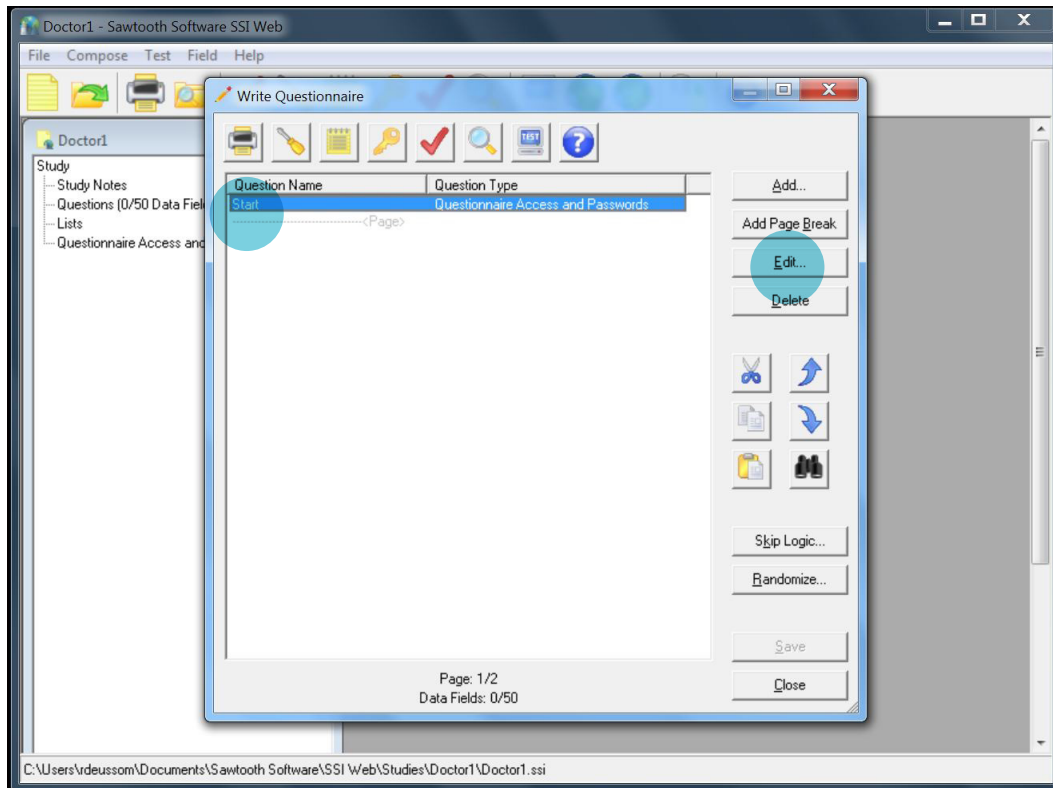 Doctor1 - Sawtooth Software SSI Web
File Compose Test Field Help
Write Questionnaire
TEST
Doctor1
Study
Study Notes
Questions (0/50 Data Fiel
Lists
Questionnaire Access and
Question Name Question Type
Start Questionnaire Access and Passwords
<Page>
Add...
Add Page Break
Edit...
Delete
Skip Logic...
Randomize...
Save
Close
Page: 1/2
Data Fields: 0/50
C:\Users\rdeussom\Documents\Sawtooth Software\SSI Web\Studies\Doctor1\Doctor1.ssi